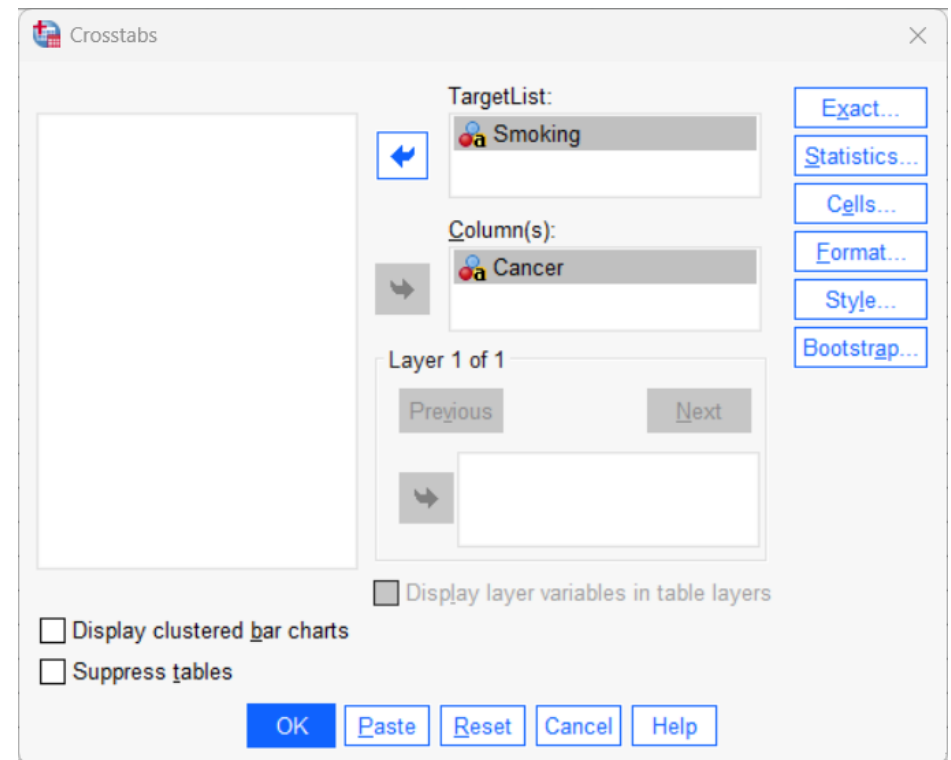 Crosstabs
TargetList:
Smoking
Column(s):
Cancer
Layer 1 of 1
Previous
Next
Display layer variables in table layers
Display clustered bar charts
Suppress tables
Exact...
Statistics...
Cells...
Format...
Style...
Bootstrap...
OK
Paste
Reset
Cancel
Help